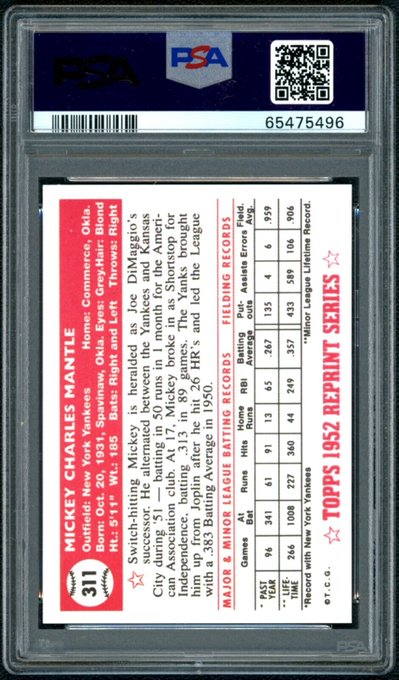 PSA
PSA
65475496
311
MICKEY CHARLES MANTLE
Outfield: New York Yankees Home: Commerce, Okla.
Born: Oct. 20, 1931, Spavinaw, Okla. Eyes: Grey. Hair: Blond
Ht.: 5'11" Wt.: 185 Bats: Right and Left Throws: Right
Switch-hitting Mickey is heralded as Joe DiMaggio's
successor. He alternated between the Yankees and Kansas
City during '51 — batting in 50 runs in 1 month for the Ameri-
can Association club. At 17, Mickey broke in as Shortstop for
Independence, batting .313 in 89 games. The Yanks brought
him up from Joplin after he hit 26 HR's and led the League
with a .383 Batting Average in 1950.
MAJOR & MINOR LEAGUE BATTING RECORDS FIELDING RECORDS
Games At Bat Runs Hits Home Runs RBI Batting Average Put-outs Assists Errors Field. Avg.
* PAST YEAR 96 341 61 91 13 65 .267 135 4 6 .959
** LIFE-TIME 266 1008 227 360 44 249 .357 433 589 106 .906
*Record with New York Yankees **Minor League Lifetime Record.
© T.C.G. TOPPS 1952 REPRINT SERIES